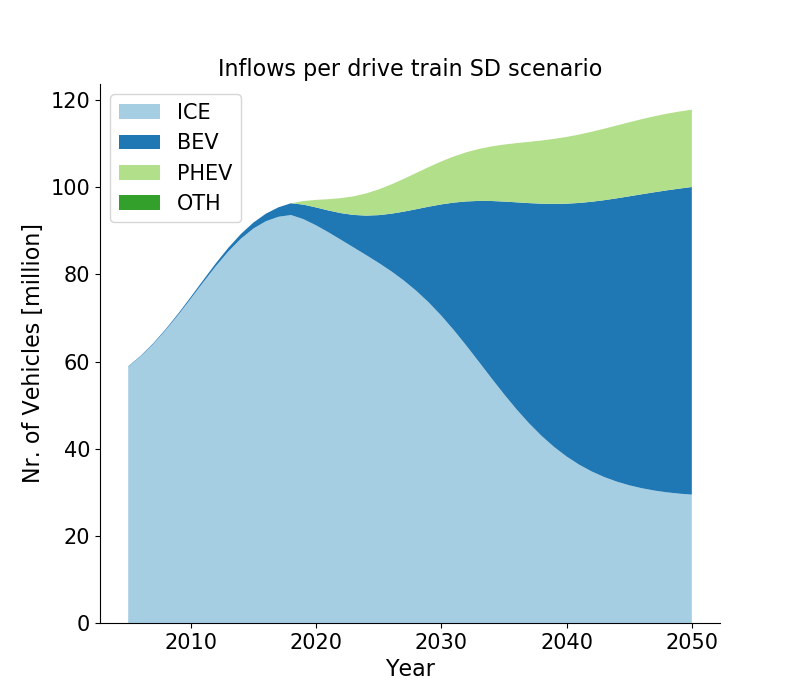 Inflows per drive train SD scenario
ICE
BEV
PHEV
OTH
Nr. of Vehicles [million]
120
100
80
60
40
20
0
2010 2020 2030 2040 2050
Year